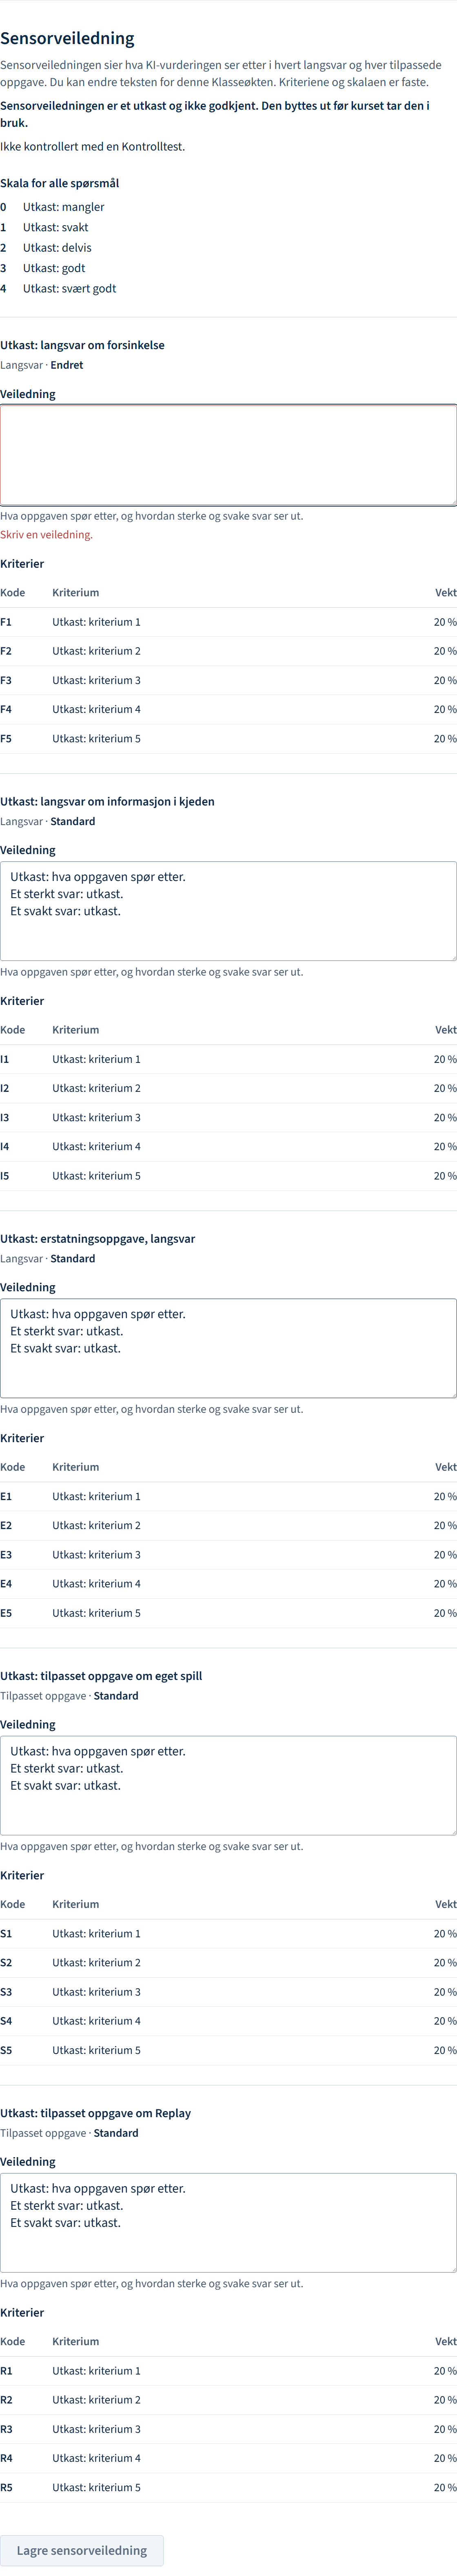 Sensorveiledning
Sensorveiledningen sier hva KI-vurderingen ser etter i hvert langsvar og hver tilpassede
oppgave. Du kan endre teksten for denne Klasseøkten. Kriteriene og skalaen er faste.
Sensorveiledningen er et utkast og ikke godkjent. Den byttes ut før kurset tar den i
bruk.
Ikke kontrollert med en Kontrolltest.
Skala for alle spørsmål
0 Utkast: mangler
1 Utkast: svakt
2 Utkast: delvis
3 Utkast: godt
4 Utkast: svært godt
Utkast: langsvar om forsinkelse
Langsvar · Endret
Veiledning
Hva oppgaven spør etter, og hvordan sterke og svake svar ser ut.
Skriv en veiledning.
Kriterier
Kode Kriterium Vekt
F1 Utkast: kriterium 1 20 %
F2 Utkast: kriterium 2 20 %
F3 Utkast: kriterium 3 20 %
F4 Utkast: kriterium 4 20 %
F5 Utkast: kriterium 5 20 %
Utkast: langsvar om informasjon i kjeden
Langsvar · Standard
Veiledning
Utkast: hva oppgaven spør etter.
Et sterkt svar: utkast.
Et svakt svar: utkast.
Hva oppgaven spør etter, og hvordan sterke og svake svar ser ut.
Kriterier
Kode Kriterium Vekt
I1 Utkast: kriterium 1 20 %
I2 Utkast: kriterium 2 20 %
I3 Utkast: kriterium 3 20 %
I4 Utkast: kriterium 4 20 %
I5 Utkast: kriterium 5 20 %
Utkast: erstatningsoppgave, langsvar
Langsvar · Standard
Veiledning
Utkast: hva oppgaven spør etter.
Et sterkt svar: utkast.
Et svakt svar: utkast.
Hva oppgaven spør etter, og hvordan sterke og svake svar ser ut.
Kriterier
Kode Kriterium Vekt
E1 Utkast: kriterium 1 20 %
E2 Utkast: kriterium 2 20 %
E3 Utkast: kriterium 3 20 %
E4 Utkast: kriterium 4 20 %
E5 Utkast: kriterium 5 20 %
Utkast: tilpasset oppgave om eget spill
Tilpasset oppgave · Standard
Veiledning
Utkast: hva oppgaven spør etter.
Et sterkt svar: utkast.
Et svakt svar: utkast.
Hva oppgaven spør etter, og hvordan sterke og svake svar ser ut.
Kriterier
Kode Kriterium Vekt
S1 Utkast: kriterium 1 20 %
S2 Utkast: kriterium 2 20 %
S3 Utkast: kriterium 3 20 %
S4 Utkast: kriterium 4 20 %
S5 Utkast: kriterium 5 20 %
Utkast: tilpasset oppgave om Replay
Tilpasset oppgave · Standard
Veiledning
Utkast: hva oppgaven spør etter.
Et sterkt svar: utkast.
Et svakt svar: utkast.
Hva oppgaven spør etter, og hvordan sterke og svake svar ser ut.
Kriterier
Kode Kriterium Vekt
R1 Utkast: kriterium 1 20 %
R2 Utkast: kriterium 2 20 %
R3 Utkast: kriterium 3 20 %
R4 Utkast: kriterium 4 20 %
R5 Utkast: kriterium 5 20 %
Lagre sensorveiledning